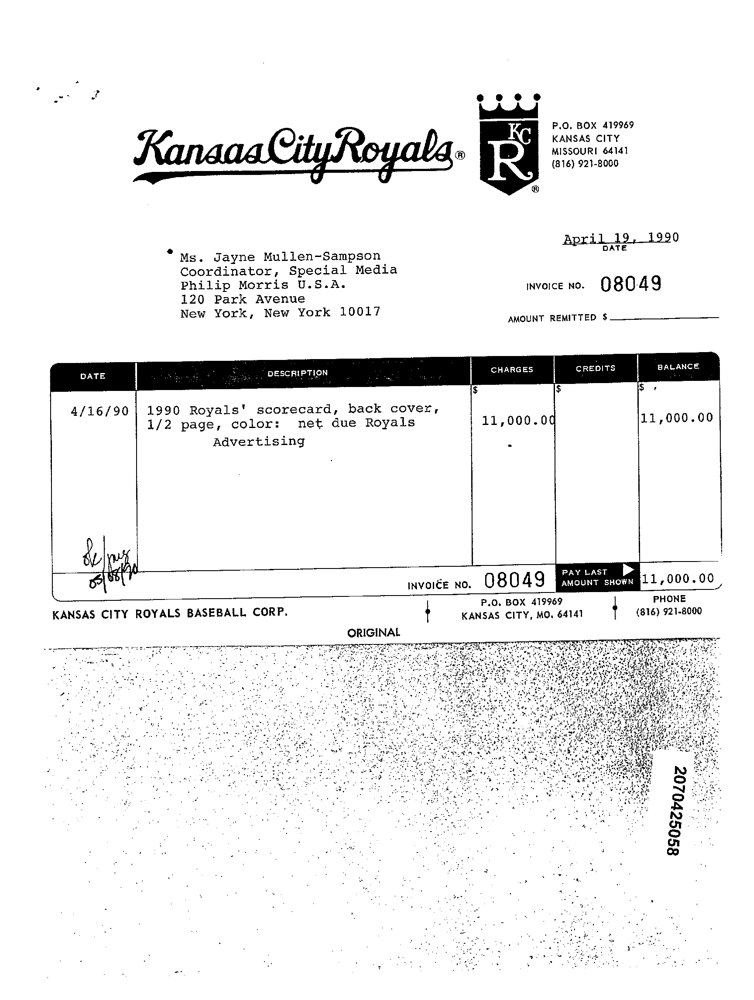 Kansas City Royals ®
KC
R
®
P.O. BOX 419969
KANSAS CITY
MISSOURI 64141
(816) 921-8000
April 19, 1990
DATE
Ms. Jayne Mullen-Sampson
Coordinator, Special Media
Philip Morris U.S.A.
120 Park Avenue
New York, New York 10017
INVOICE NO. 08049
AMOUNT REMITTED $
DATE DESCRIPTION CHARGES CREDITS BALANCE
$ $ $
4/16/90 1990 Royals' scorecard, back cover, 11,000.00 11,000.00
1/2 page, color: net due Royals
Advertising
INVOICE NO. 08049 PAY LAST AMOUNT SHOWN 11,000.00
KANSAS CITY ROYALS BASEBALL CORP.
P.O. BOX 419969
KANSAS CITY, MO. 64141
PHONE
(816) 921-8000
ORIGINAL
2070425058